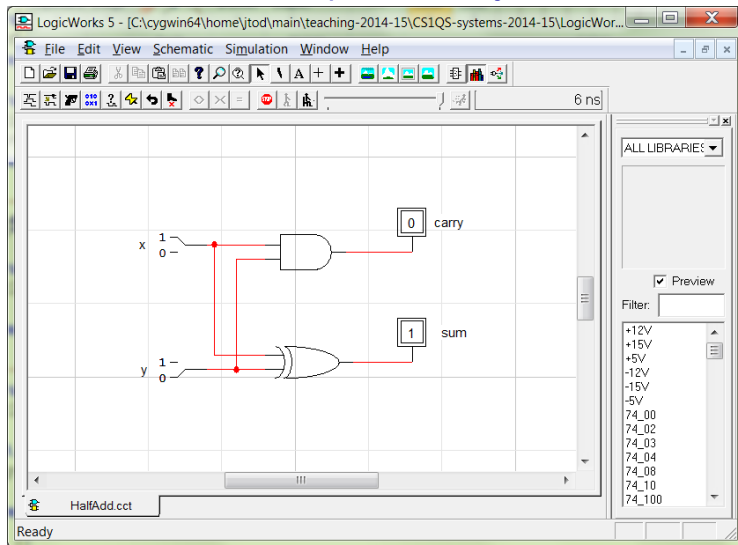 LogicWorks 5 - [C:\cygwin64\home\jtod\main\teaching-2014-15\CS1QS-systems-2014-15\LogicWor...
File Edit View Schematic Simulation Window Help
6 ns
ALL LIBRARIES
Preview
Filter:
+12V
+15V
+5V
-12V
-15V
-5V
74_00
74_02
74_03
74_04
74_08
74_10
74_100
x 1
0
0 carry
1 sum
y 1
0
HalfAdd.cct
Ready